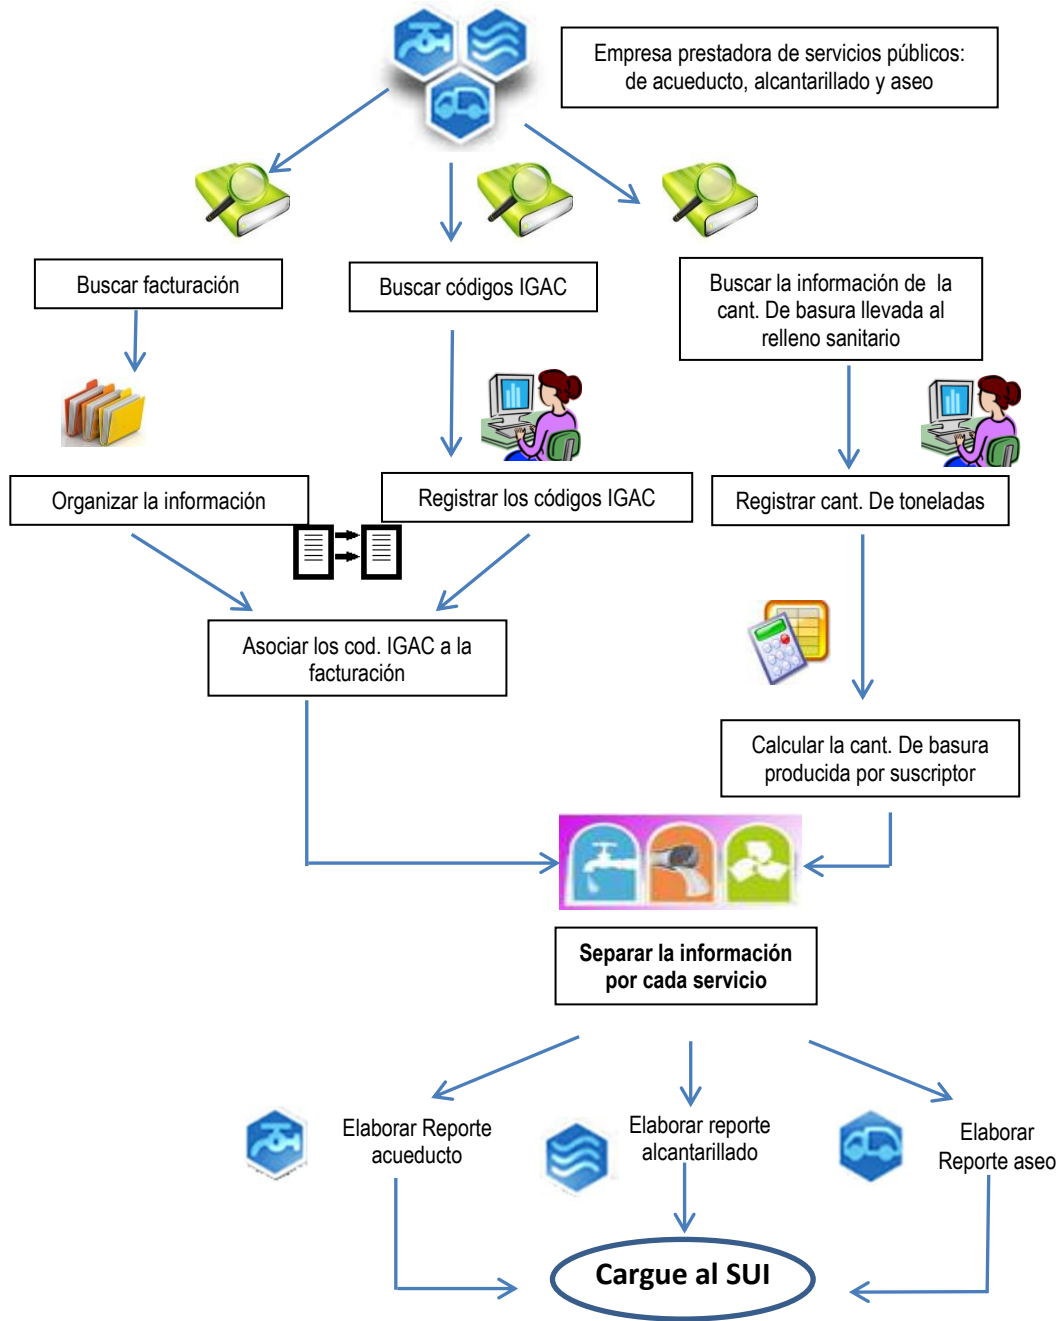 Empresa prestadora de servicios públicos:
de acueducto, alcantarillado y aseo
Buscar facturación
Buscar códigos IGAC
Buscar la información de la
cant. De basura llevada al
relleno sanitario
Organizar la información
Registrar los códigos IGAC
Registrar cant. De toneladas
Asociar los cod. IGAC a la
facturación
Calcular la cant. De basura
producida por suscriptor
Separar la información
por cada servicio
Elaborar Reporte
acueducto
Elaborar reporte
alcantarillado
Elaborar
Reporte aseo
Cargue al SUI